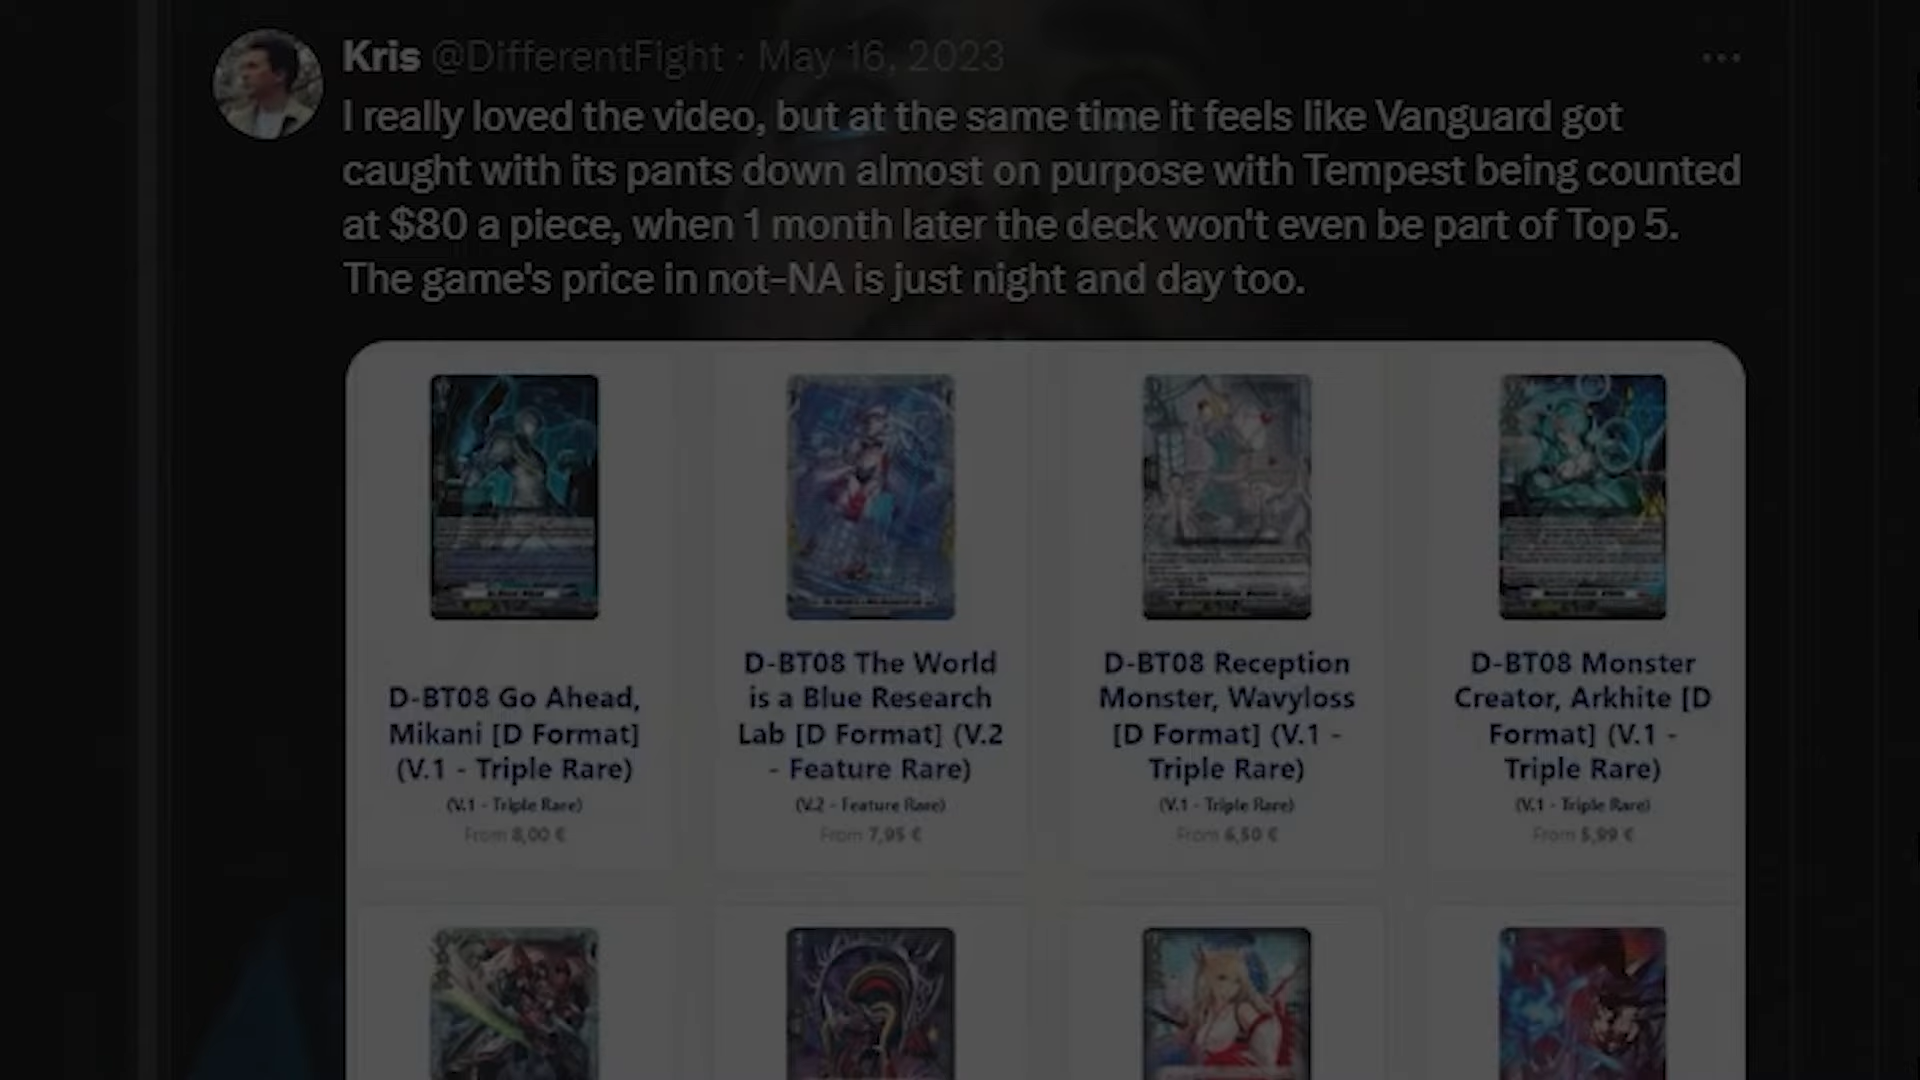 Kris @DifferentFight · May 16, 2023
I really loved the video, but at the same time it feels like Vanguard got
caught with its pants down almost on purpose with Tempest being counted
at $80 a piece, when 1 month later the deck won't even be part of Top 5.
The game's price in not-NA is just night and day too.
D-BT08 Go Ahead,
Mikani [D Format]
(V.1 - Triple Rare)
(V.1 - Triple Rare)
From 8,00 €
D-BT08 The World
is a Blue Research
Lab [D Format] (V.2
- Feature Rare)
(V.2 - Feature Rare)
From 7,95 €
D-BT08 Reception
Monster, Wavyloss
[D Format] (V.1 -
Triple Rare)
(V.1 - Triple Rare)
From 6,50 €
D-BT08 Monster
Creator, Arkhite [D
Format] (V.1 -
Triple Rare)
(V.1 - Triple Rare)
From 5,99 €